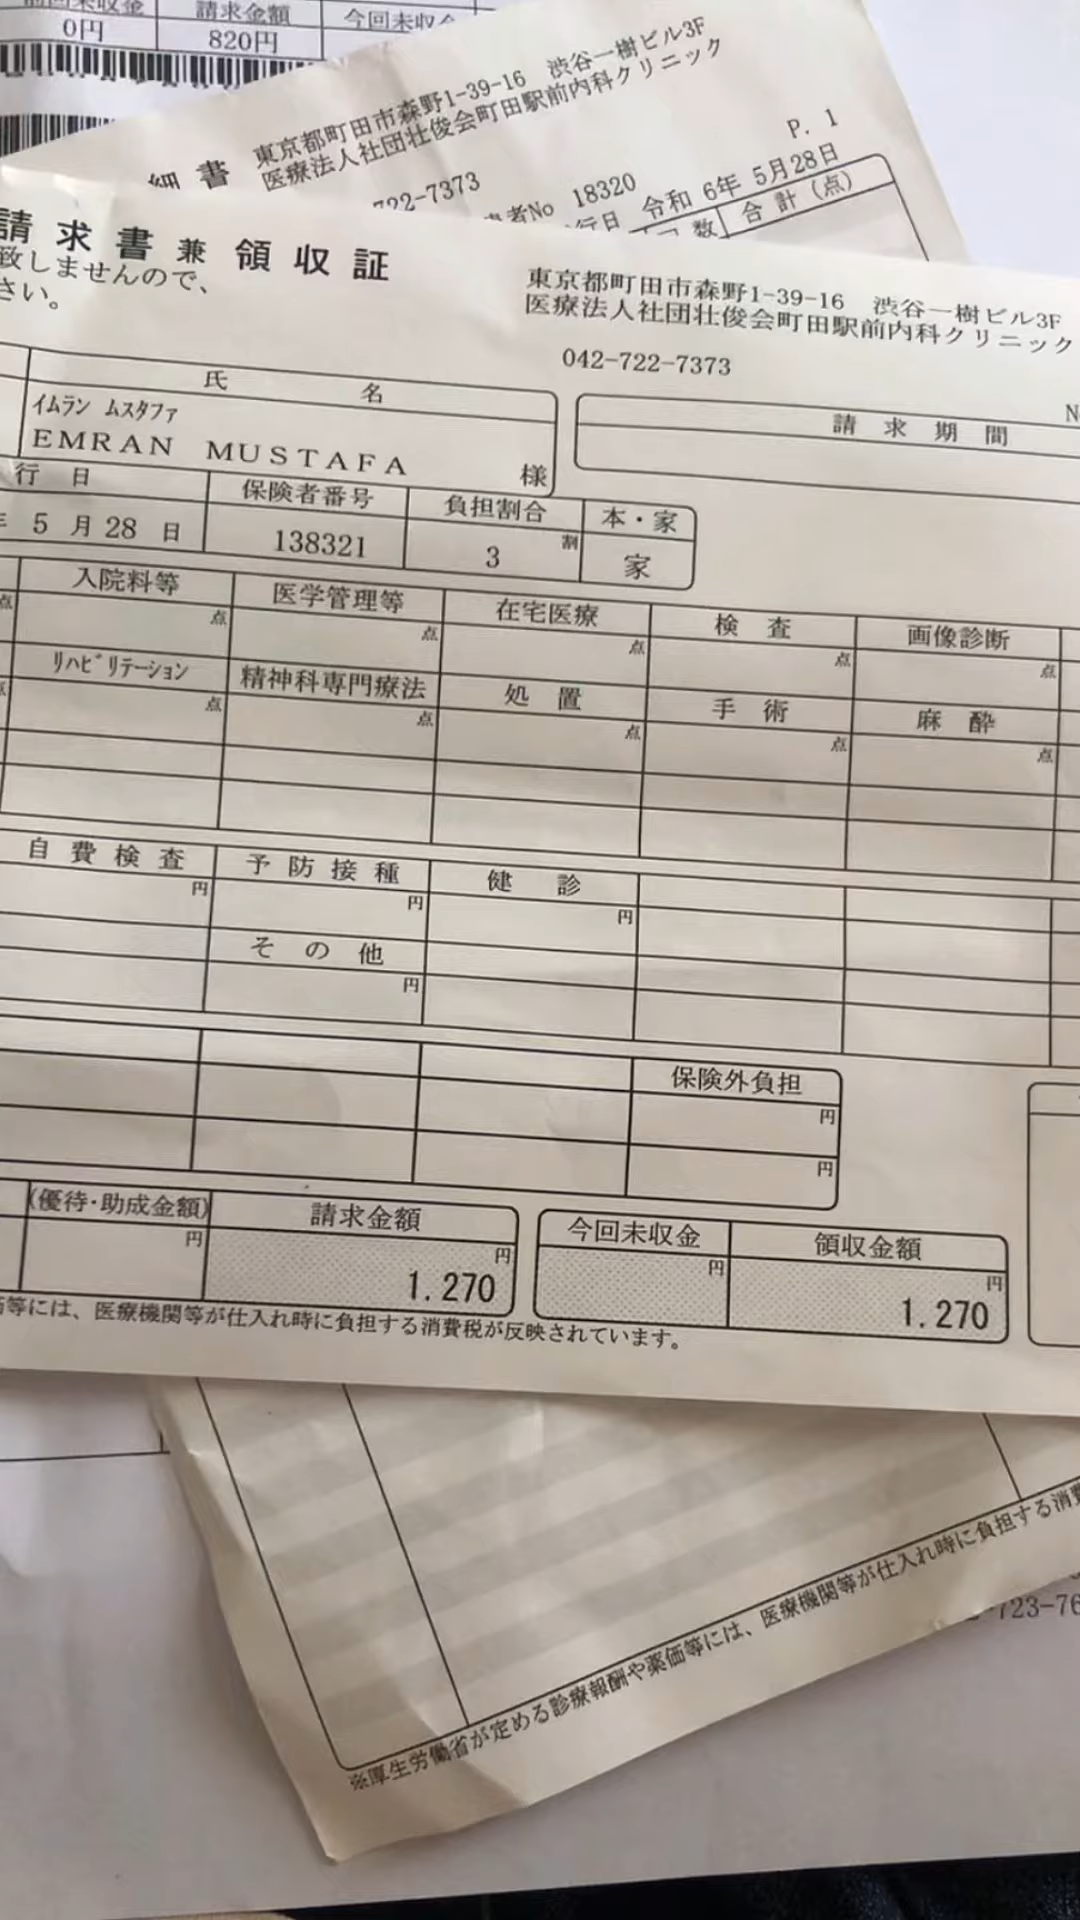 請求金額
0円
820円
東京都町田市森野1-39-16 渋谷一樹ビル3F
医療法人社団壮俊会町田駅前内科クリニック
細書
P. 1
722-7373
者No 18320
行日 令和 6年 5月28日
数 合計(点)
請求書兼領収証
致しませんので、
さい。
東京都町田市森野1-39-16 渋谷一樹ビル3F
医療法人社団壮俊会町田駅前内科クリニック
042-722-7373
氏 名
イムラン ムスタファ
EMRAN MUSTAFA 様
請求期間
行日 保険者番号 負担割合 本・家
5月28日 138321 3割 家
入院料等 医学管理等 在宅医療 検査 画像診断
点 点 点 点 点 点
リハビリテーション 精神科専門療法 処置 手術 麻酔
点 点 点 点 点
自費検査 予防接種 健診
円 円 円
その他
円
保険外負担
円
円
(優待・助成金額) 請求金額 今回未収金 領収金額
円 円 円 円
1.270 1.270
等には、医療機関等が仕入れ時に負担する消費税が反映されています。
※厚生労働省が定める診療報酬や薬価等には、医療機関等が仕入れ時に負担する消費